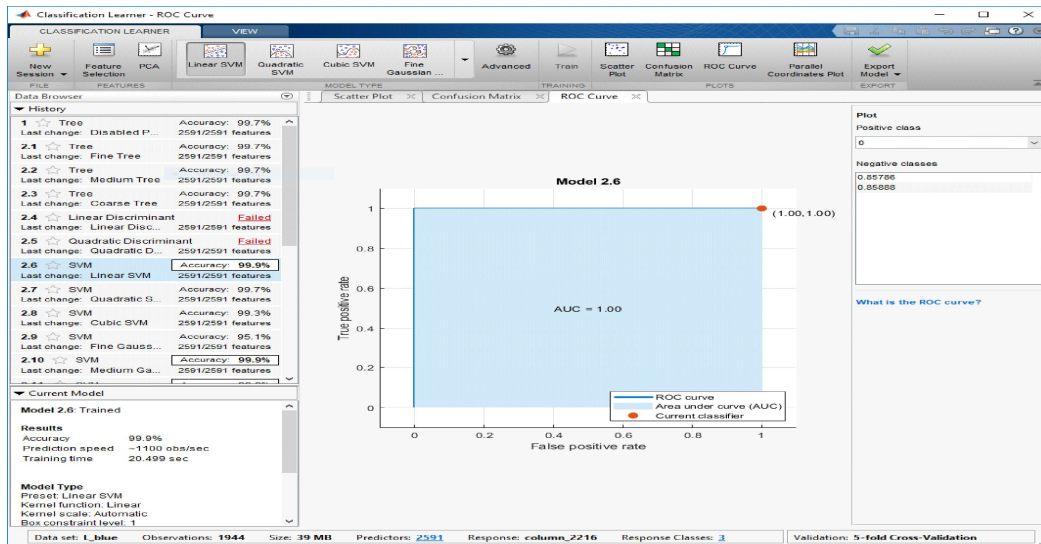 Classification Learner - ROC Curve
CLASSIFICATION LEARNER VIEW
New Session
Feature Selection
PCA
Linear SVM
Quadratic SVM
Cubic SVM
Fine Gaussian ...
Advanced
Train
Scatter Plot
Confusion Matrix
ROC Curve
Parallel Coordinates Plot
Export Model
FILE FEATURES MODEL TYPE TRAINING PLOTS EXPORT
Data Browser
History
1 Tree Accuracy: 99.7%
Last change: Disabled P... 2591/2591 features
2.1 Tree Accuracy: 99.7%
Last change: Fine Tree 2591/2591 features
2.2 Tree Accuracy: 99.7%
Last change: Medium Tree 2591/2591 features
2.3 Tree Accuracy: 99.7%
Last change: Coarse Tree 2591/2591 features
2.4 Linear Discriminant Failed
Last change: Linear Disc... 2591/2591 features
2.5 Quadratic Discriminant Failed
Last change: Quadratic D... 2591/2591 features
2.6 SVM Accuracy: 99.9%
Last change: Linear SVM 2591/2591 features
2.7 SVM Accuracy: 99.7%
Last change: Quadratic S... 2591/2591 features
2.8 SVM Accuracy: 99.3%
Last change: Cubic SVM 2591/2591 features
2.9 SVM Accuracy: 95.1%
Last change: Fine Gauss... 2591/2591 features
2.10 SVM Accuracy: 99.9%
Last change: Medium Ga... 2591/2591 features
Current Model
Model 2.6: Trained
Results
Accuracy 99.9%
Prediction speed ~1100 obs/sec
Training time 20.499 sec
Model Type
Preset: Linear SVM
Kernel function: Linear
Kernel scale: Automatic
Box constraint level: 1
Scatter Plot Confusion Matrix ROC Curve
Model 2.6
1
0.8
0.6
0.4
0.2
0
True positive rate
(1.00,1.00)
AUC = 1.00
ROC curve
Area under curve (AUC)
Current classifier
0 0.2 0.4 0.6 0.8 1
False positive rate
Plot
Positive class
0
Negative classes
0.85786
0.85888
What is the ROC curve?
Data set: L_blue Observations: 1944 Size: 39 MB Predictors: 2591 Response: column_2216 Response Classes: 3 Validation: 5-fold Cross-Validation